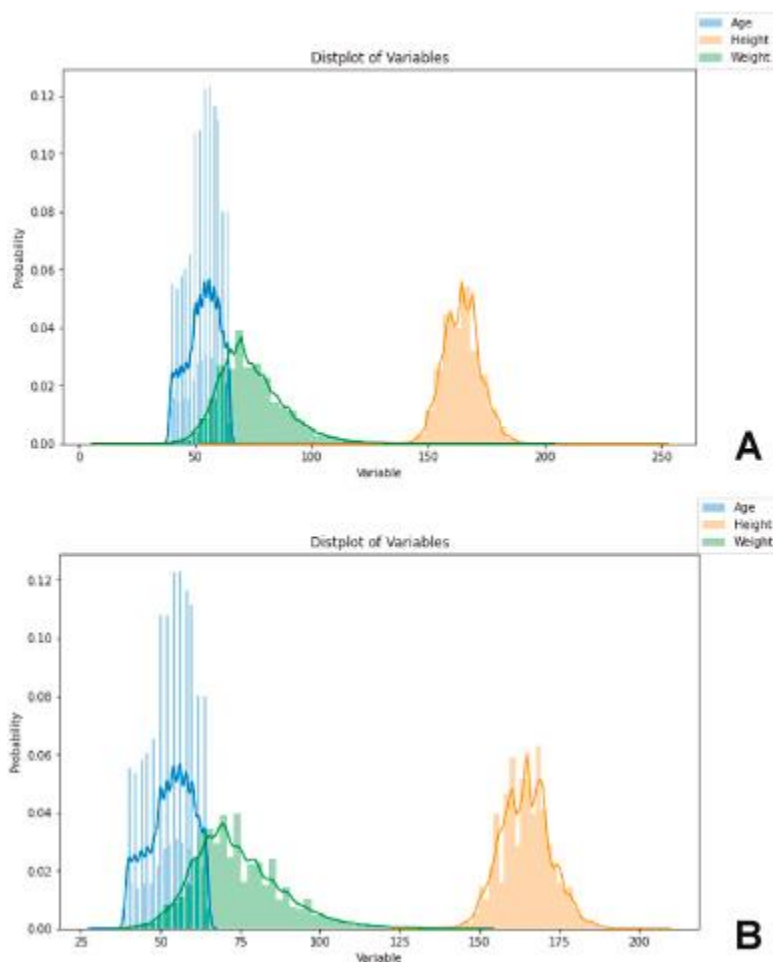 Age
Height
Weight
Distplot of Variables
0.12
0.10
0.08
0.06
0.04
0.02
0.00
Probability
0 50 100 150 200 250
Variable
A
Age
Height
Weight
Distplot of Variables
0.12
0.10
0.08
0.06
0.04
0.02
0.00
Probability
25 50 75 100 125 150 175 200
Variable
B